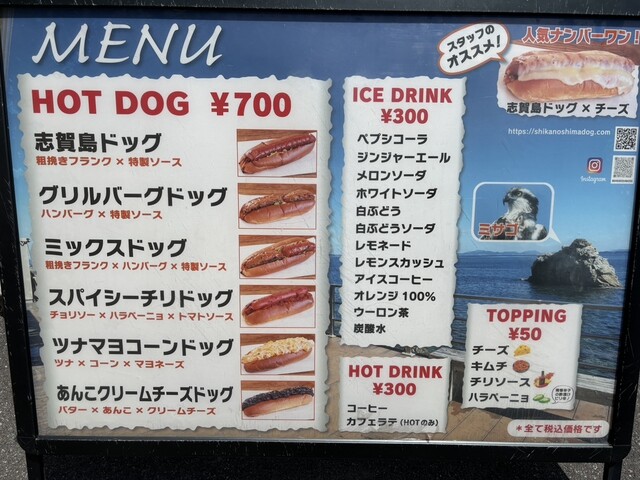 MENU
HOT DOG ¥700
志賀島ドッグ
粗挽きフランク × 特製ソース
グリルバーグドッグ
ハンバーグ × 特製ソース
ミックスドッグ
粗挽きフランク × ハンバーグ × 特製ソース
スパイシーチリドッグ
チョリソー × ハラペーニョ × トマトソース
ツナマヨコーンドッグ
ツナ × コーン × マヨネーズ
あんこクリームチーズドッグ
バター × あんこ × クリームチーズ
ICE DRINK
¥300
ペプシコーラ
ジンジャーエール
メロンソーダ
ホワイトソーダ
白ぶどう
白ぶどうソーダ
レモネード
レモンスカッシュ
アイスコーヒー
オレンジ 100%
ウーロン茶
炭酸水
HOT DRINK
¥300
コーヒー
カフェラテ (HOTのみ)
スタッフの
オススメ!
人気ナンバーワン!
志賀島ドッグ × チーズ
https://shikanoshimadog.com
Instagram
ミサゴ
TOPPING
¥50
チーズ
キムチ
チリソース
ハラペーニョ
*全て税込価格です